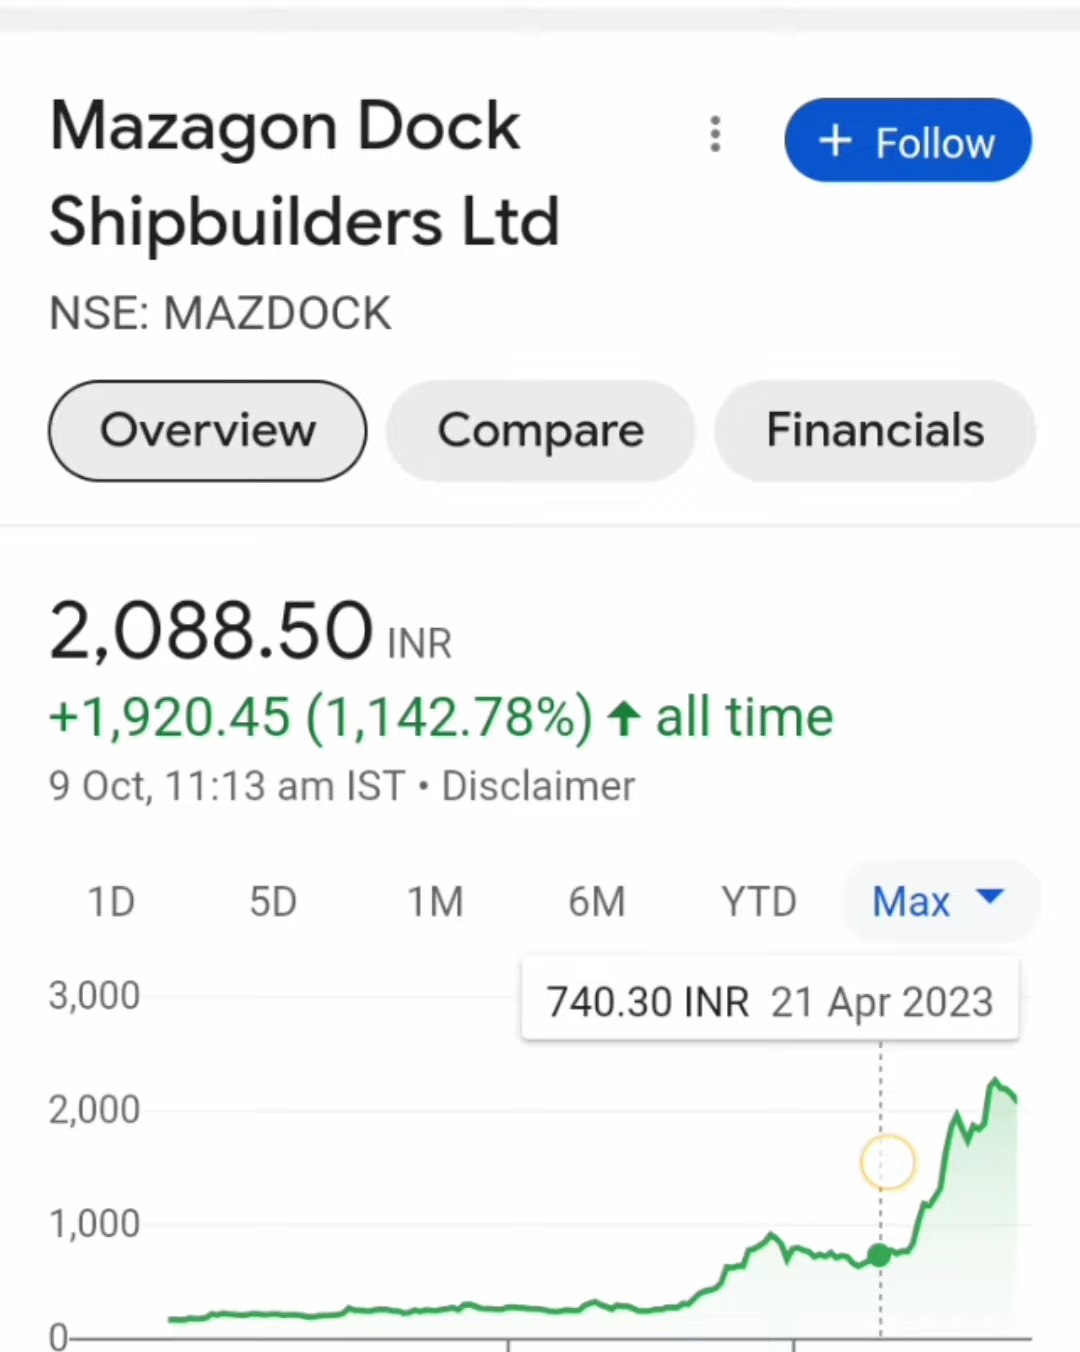 Mazagon Dock
Shipbuilders Ltd
+ Follow
NSE: MAZDOCK
Overview
Compare
Financials
2,088.50 INR
+1,920.45 (1,142.78%) ↑ all time
9 Oct, 11:13 am IST • Disclaimer
1D 5D 1M 6M YTD Max
740.30 INR 21 Apr 2023
3,000
2,000
1,000
0